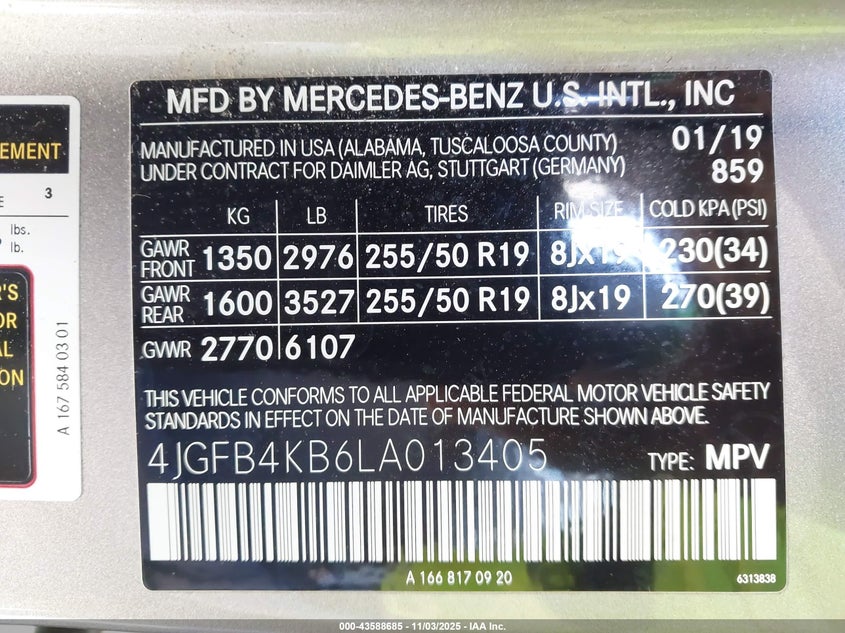 EMENT
E 3
lbs.
lb.
R'S
OR
AL
ON
A 167 584 03 01
MFD BY MERCEDES-BENZ U.S. INTL., INC
MANUFACTURED IN USA (ALABAMA, TUSCALOOSA COUNTY) 01/19
UNDER CONTRACT FOR DAIMLER AG, STUTTGART (GERMANY) 859
KG LB TIRES RIM SIZE COLD KPA (PSI)
GAWR FRONT 1350 2976 255/50 R19 8Jx19 230(34)
GAWR REAR 1600 3527 255/50 R19 8Jx19 270(39)
GVWR 2770 6107
THIS VEHICLE CONFORMS TO ALL APPLICABLE FEDERAL MOTOR VEHICLE SAFETY
STANDARDS IN EFFECT ON THE DATE OF MANUFACTURE SHOWN ABOVE.
4JGFB4KB6LA013405 TYPE: MPV
A 166 817 09 20 6313838
000-43588685 - 11/03/2025 - IAA Inc.